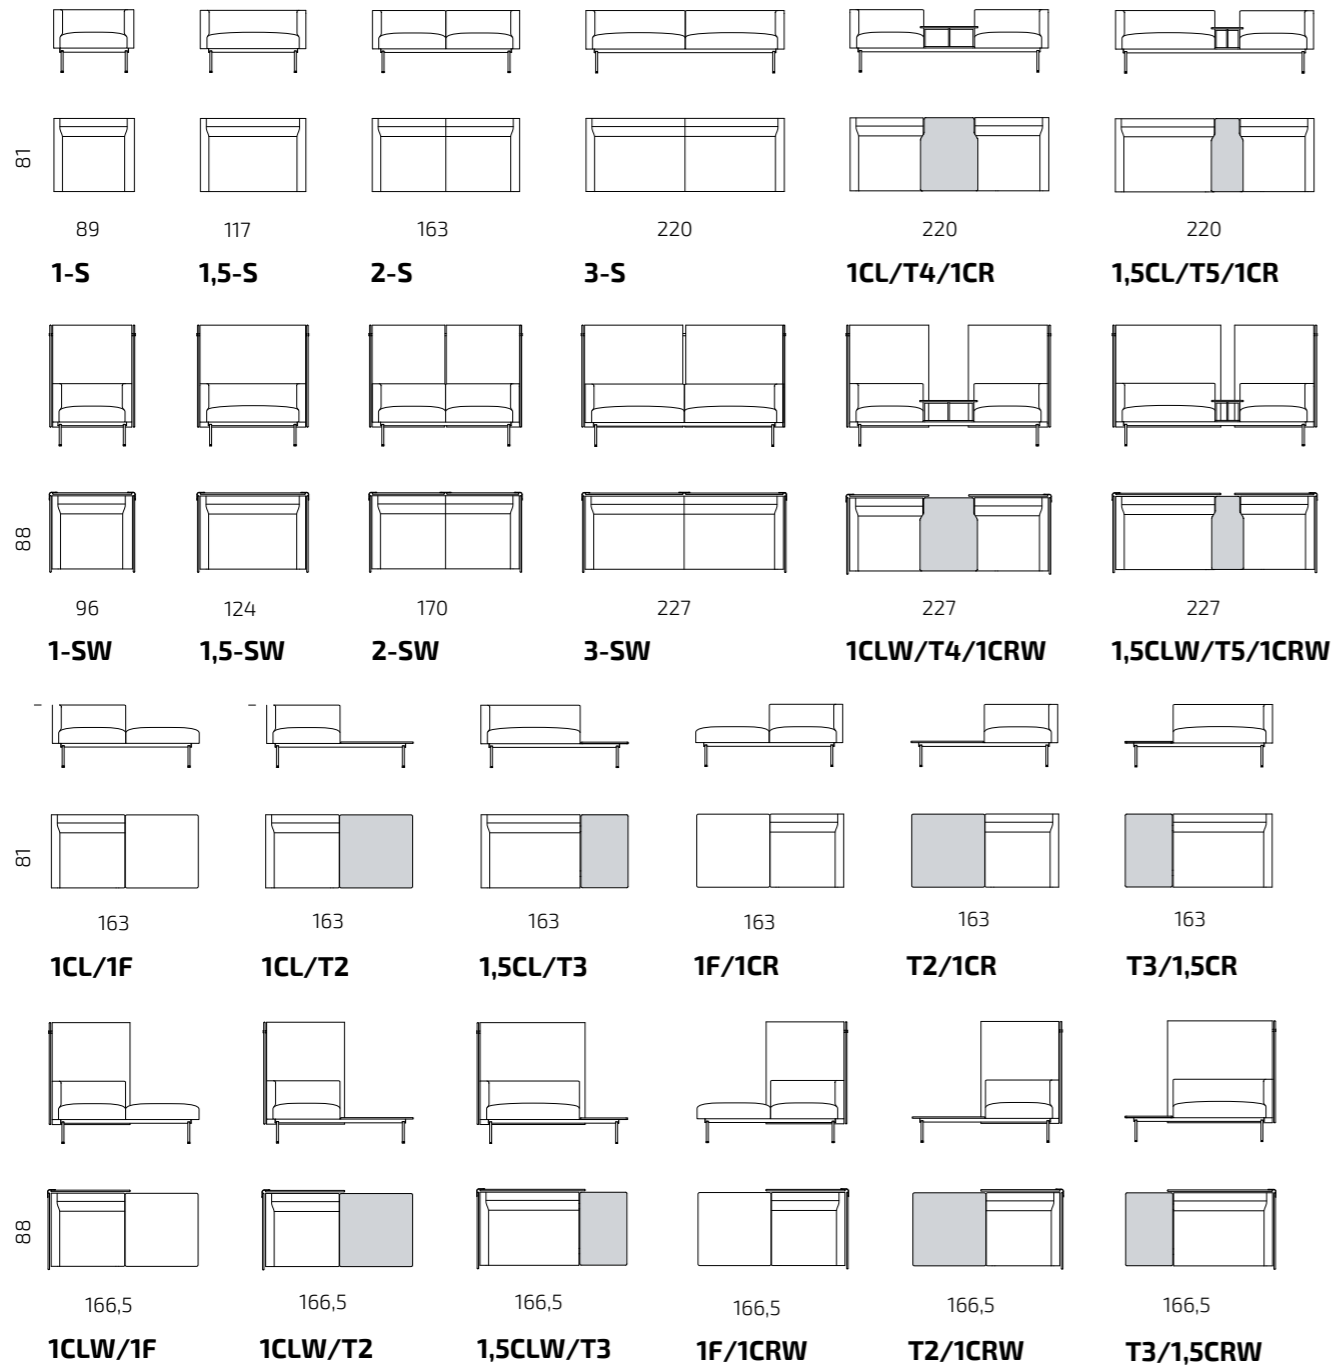 81
89 117 163 220 220 220
1-S 1,5-S 2-S 3-S 1CL/T4/1CR 1,5CL/T5/1CR
88
96 124 170 227 227 227
1-SW 1,5-SW 2-SW 3-SW 1CLW/T4/1CRW 1,5CLW/T5/1CRW
81
163 163 163 163 163 163
1CL/1F 1CL/T2 1,5CL/T3 1F/1CR T2/1CR T3/1,5CR
88
166,5 166,5 166,5 166,5 166,5 166,5
1CLW/1F 1CLW/T2 1,5CLW/T3 1F/1CRW T2/1CRW T3/1,5CRW